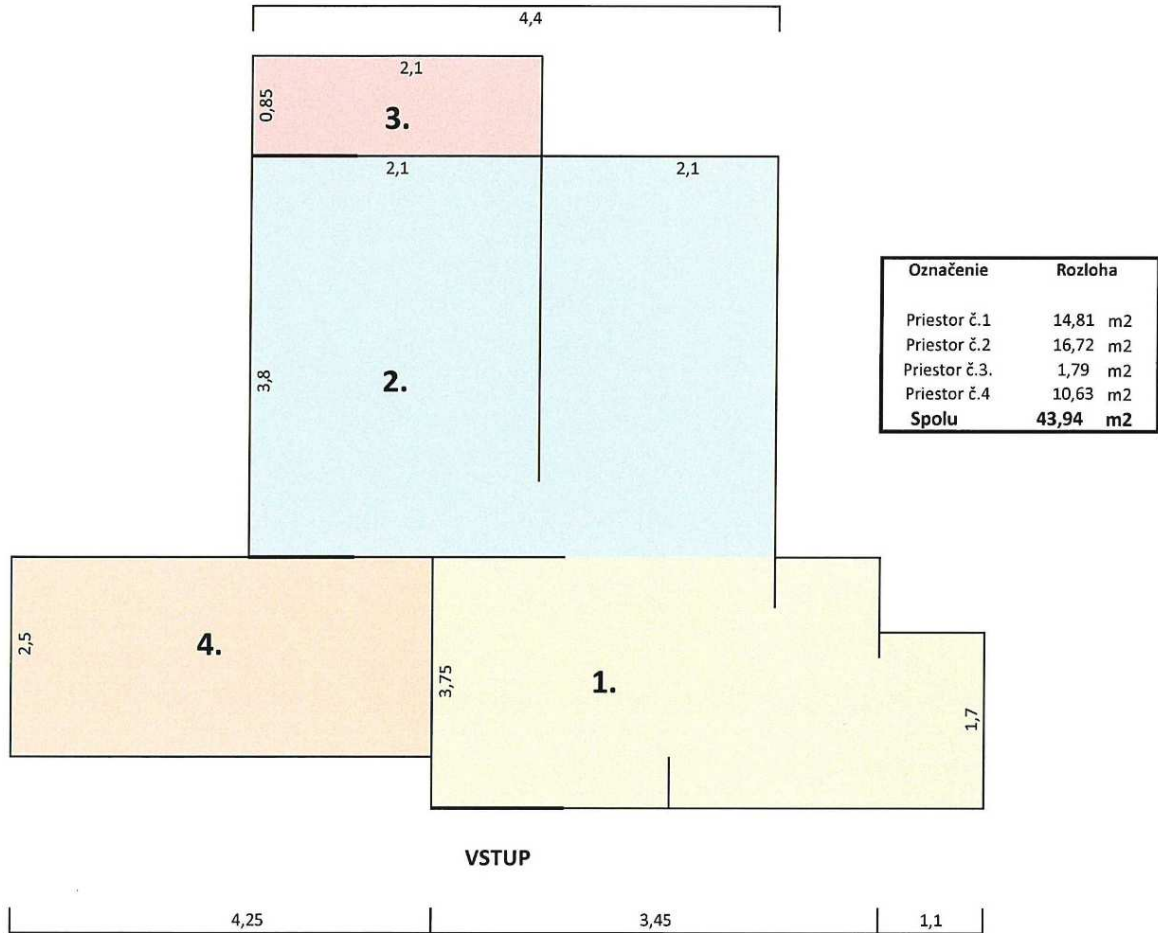 4,4
2,1
0,85
3.
2,1 2,1
3,8
2.
Označenie Rozloha
Priestor č.1 14,81 m2
Priestor č.2 16,72 m2
Priestor č.3. 1,79 m2
Priestor č.4 10,63 m2
Spolu 43,94 m2
2,5
4.
3,75
1.
1,7
VSTUP
4,25 3,45 1,1